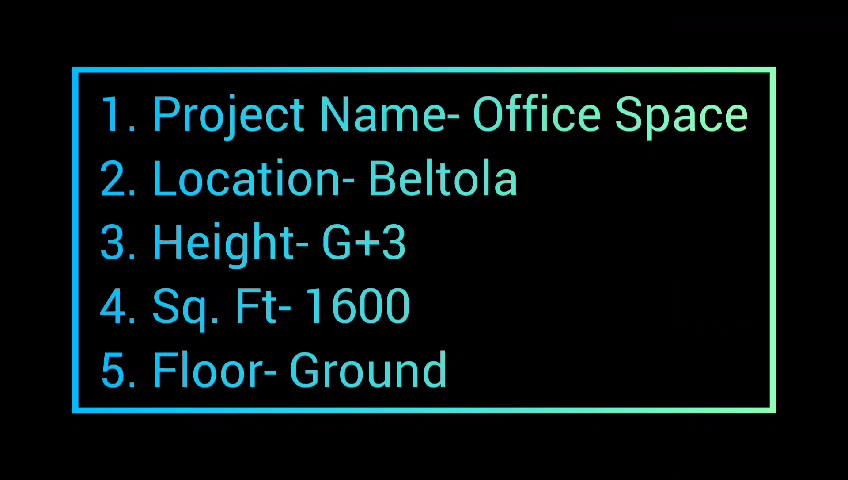 1. Project Name- Office Space
2. Location- Beltola
3. Height- G+3
4. Sq. Ft- 1600
5. Floor- Ground